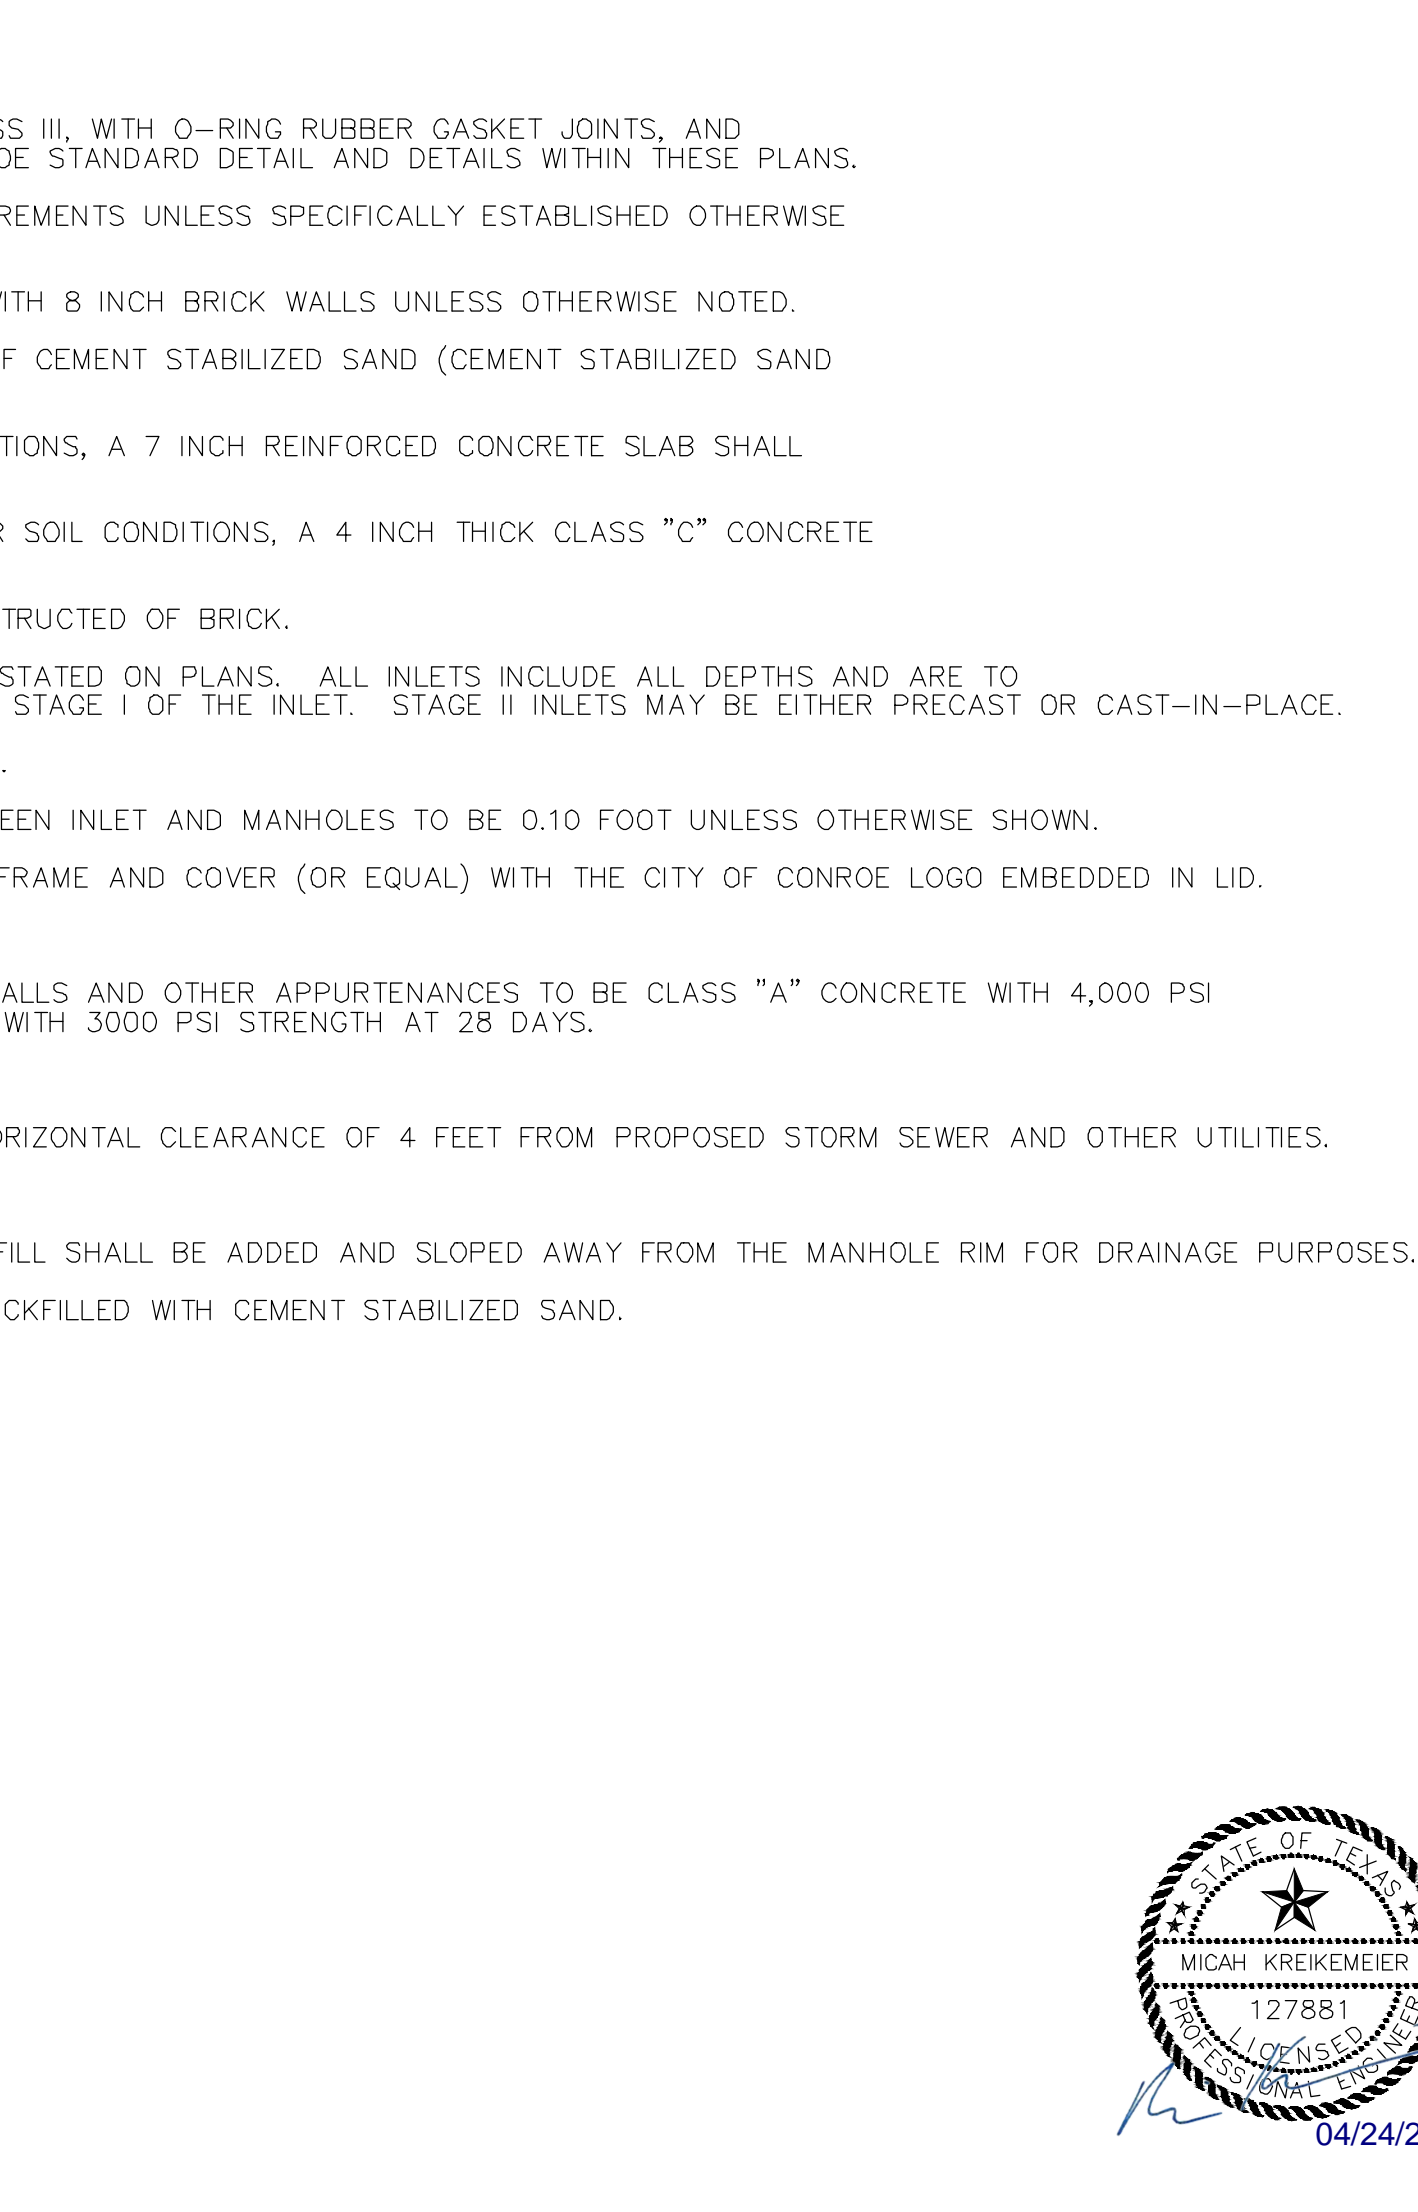 SS III, WITH O-RING RUBBER GASKET JOINTS, AND
OE STANDARD DETAIL AND DETAILS WITHIN THESE PLANS.
REMENTS UNLESS SPECIFICALLY ESTABLISHED OTHERWISE
WITH 8 INCH BRICK WALLS UNLESS OTHERWISE NOTED.
F CEMENT STABILIZED SAND (CEMENT STABILIZED SAND
TIONS, A 7 INCH REINFORCED CONCRETE SLAB SHALL
R SOIL CONDITIONS, A 4 INCH THICK CLASS "C" CONCRETE
TRUCTED OF BRICK.
STATED ON PLANS. ALL INLETS INCLUDE ALL DEPTHS AND ARE TO
STAGE I OF THE INLET. STAGE II INLETS MAY BE EITHER PRECAST OR CAST-IN-PLACE.
.
EEN INLET AND MANHOLES TO BE 0.10 FOOT UNLESS OTHERWISE SHOWN.
FRAME AND COVER (OR EQUAL) WITH THE CITY OF CONROE LOGO EMBEDDED IN LID.
ALLS AND OTHER APPURTENANCES TO BE CLASS "A" CONCRETE WITH 4,000 PSI
WITH 3000 PSI STRENGTH AT 28 DAYS.
ORIZONTAL CLEARANCE OF 4 FEET FROM PROPOSED STORM SEWER AND OTHER UTILITIES.
FILL SHALL BE ADDED AND SLOPED AWAY FROM THE MANHOLE RIM FOR DRAINAGE PURPOSES.
CKFILLED WITH CEMENT STABILIZED SAND.
STATE OF TEXAS
MICAH KREIKEMEIER
127881
LICENSED
PROFESSIONAL ENGINEER
04/24/2